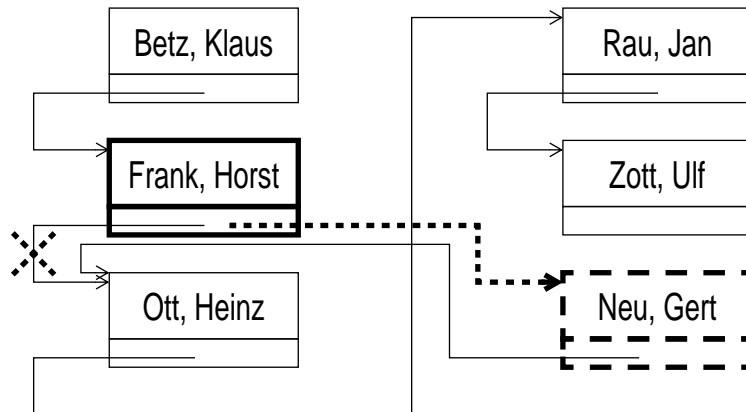 Betz, Klaus
Frank, Horst
Ott, Heinz
Rau, Jan
Zott, Ulf
Neu, Gert